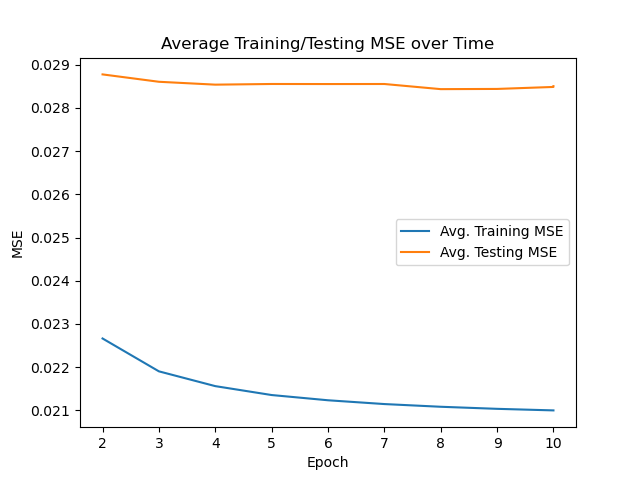 Average Training/Testing MSE over Time
0.029
0.028
0.027
0.026
0.025
0.024
0.023
0.022
0.021
MSE
Avg. Training MSE
Avg. Testing MSE
2 3 4 5 6 7 8 9 10
Epoch